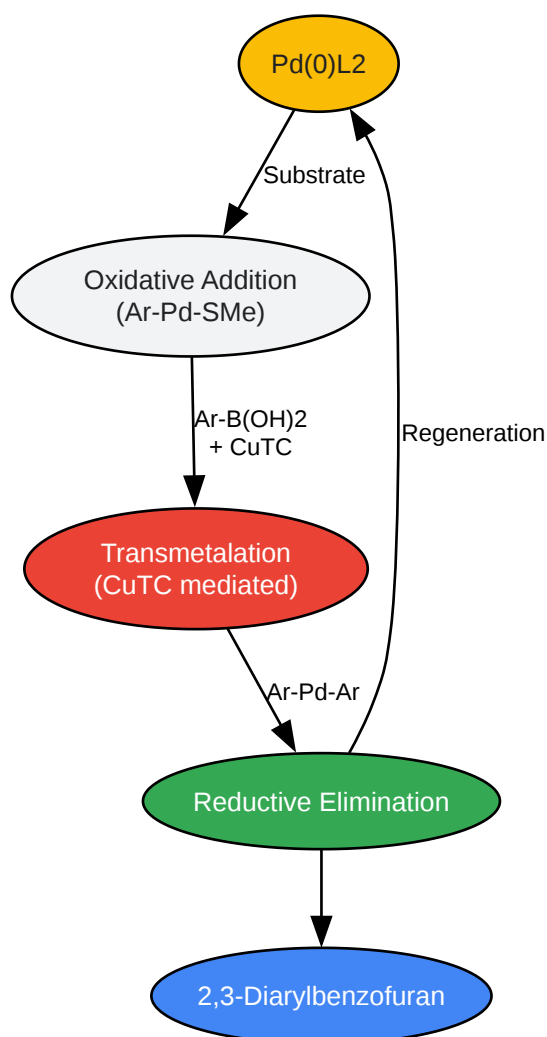 Pd(0)L2
Substrate
Oxidative Addition
(Ar-Pd-SMe)
Ar-B(OH)2
+ CuTC
Regeneration
Transmetalation
(CuTC mediated)
Ar-Pd-Ar
Reductive Elimination
2,3-Diarylbenzofuran